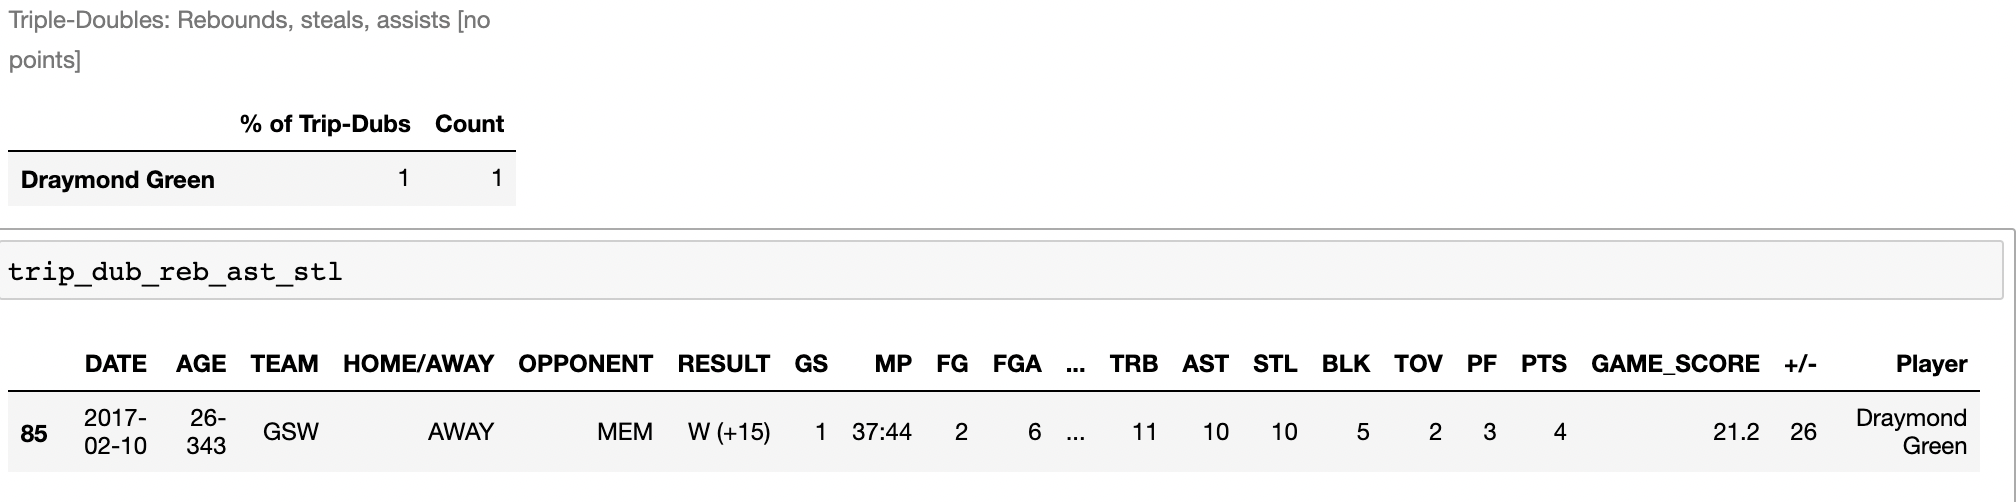 Triple-Doubles: Rebounds, steals, assists [no
points]
% of Trip-Dubs Count
Draymond Green 1 1
trip_dub_reb_ast_stl
DATE AGE TEAM HOME/AWAY OPPONENT RESULT GS MP FG FGA ... TRB AST STL BLK TOV PF PTS GAME_SCORE +/- Player
85 2017-02-10 26-343 GSW AWAY MEM W (+15) 1 37:44 2 6 ... 11 10 10 5 2 3 4 21.2 26 Draymond Green